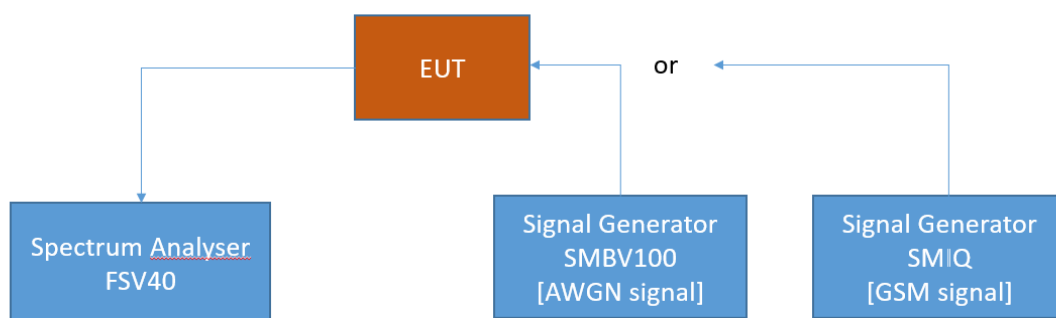 EUT
or
Spectrum Analyser
FSV40
Signal Generator
SMBV100
[AWGN signal]
Signal Generator
SMIQ
[GSM signal]